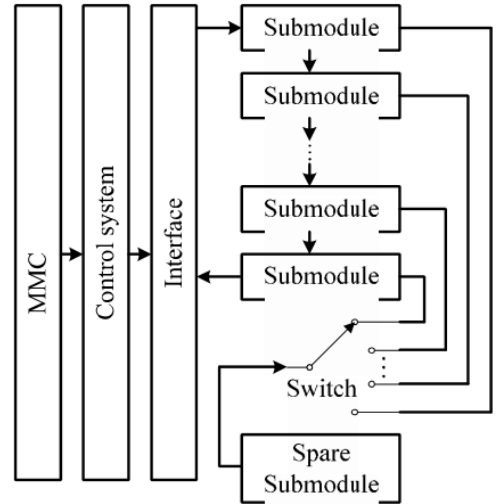 MMC
Control system
Interface
Submodule
Submodule
Submodule
Submodule
Switch
Spare
Submodule